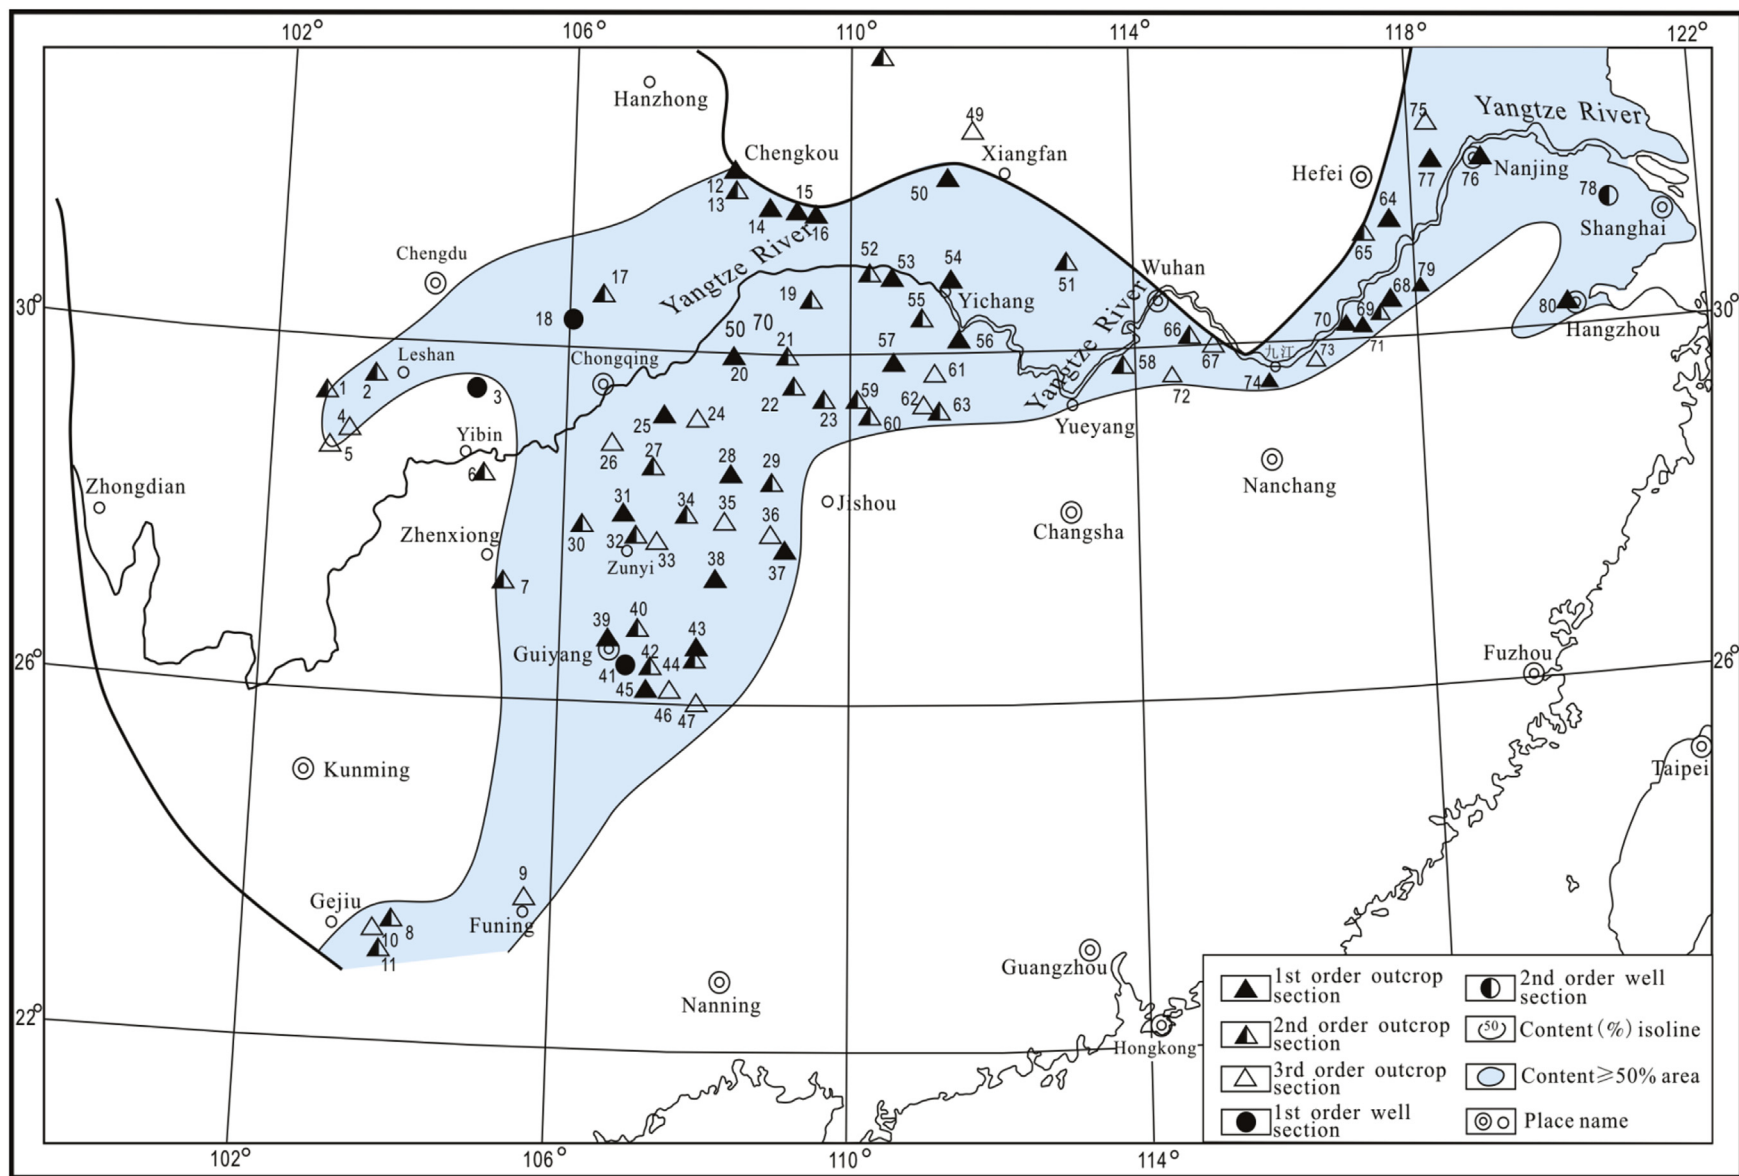 102°
106°
110°
114°
118°
122°
Hanzhong
49
75
Yangtze River
Xiangfan
Chengkou
Hefei
Nanjing
12
13
14
15
16
50
77
76
78
64
Shanghai
65
Chengdu
Yangtze River
52
53
54
51
Wuhan
79
17
19
55
Yichang
68
80
30°
30°
18
50
70
57
56
Yangtze River
66
70
69
Hangzhou
Leshan
Chongqing
21
67
九江
73
71
1
2
3
20
61
58
72
74
22
23
59
60
62
63
4
5
25
24
Yueyang
Yibin
26
27
28
29
6
Nanchang
Zhongdian
Jishou
Changsha
31
34
35
36
Zhenxiong
30
32
33
Zunyi
37
38
7
39
40
43
Guiyang
42
44
41
45
46
47
26°
26°
Fuzhou
Kunming
Taipei
9
Gejiu
Funing
10
8
11
Guangzhou
Nanning
22°
Hongkong
1st order outcrop
section
2nd order outcrop
section
3rd order outcrop
section
1st order well
section
2nd order well
section
50
Content(%)isoline
Content≥50% area
Place name
102°
106°
110°
114°